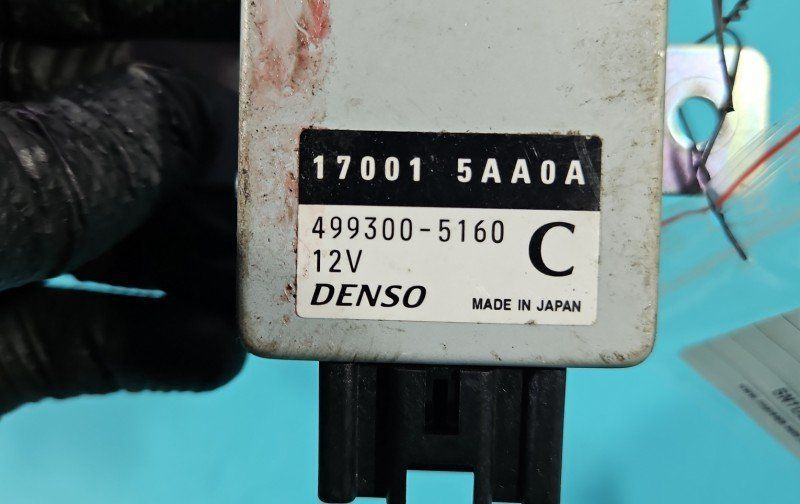 17001 5AA0A
499300-5160
C
12V
DENSO
MADE IN JAPAN